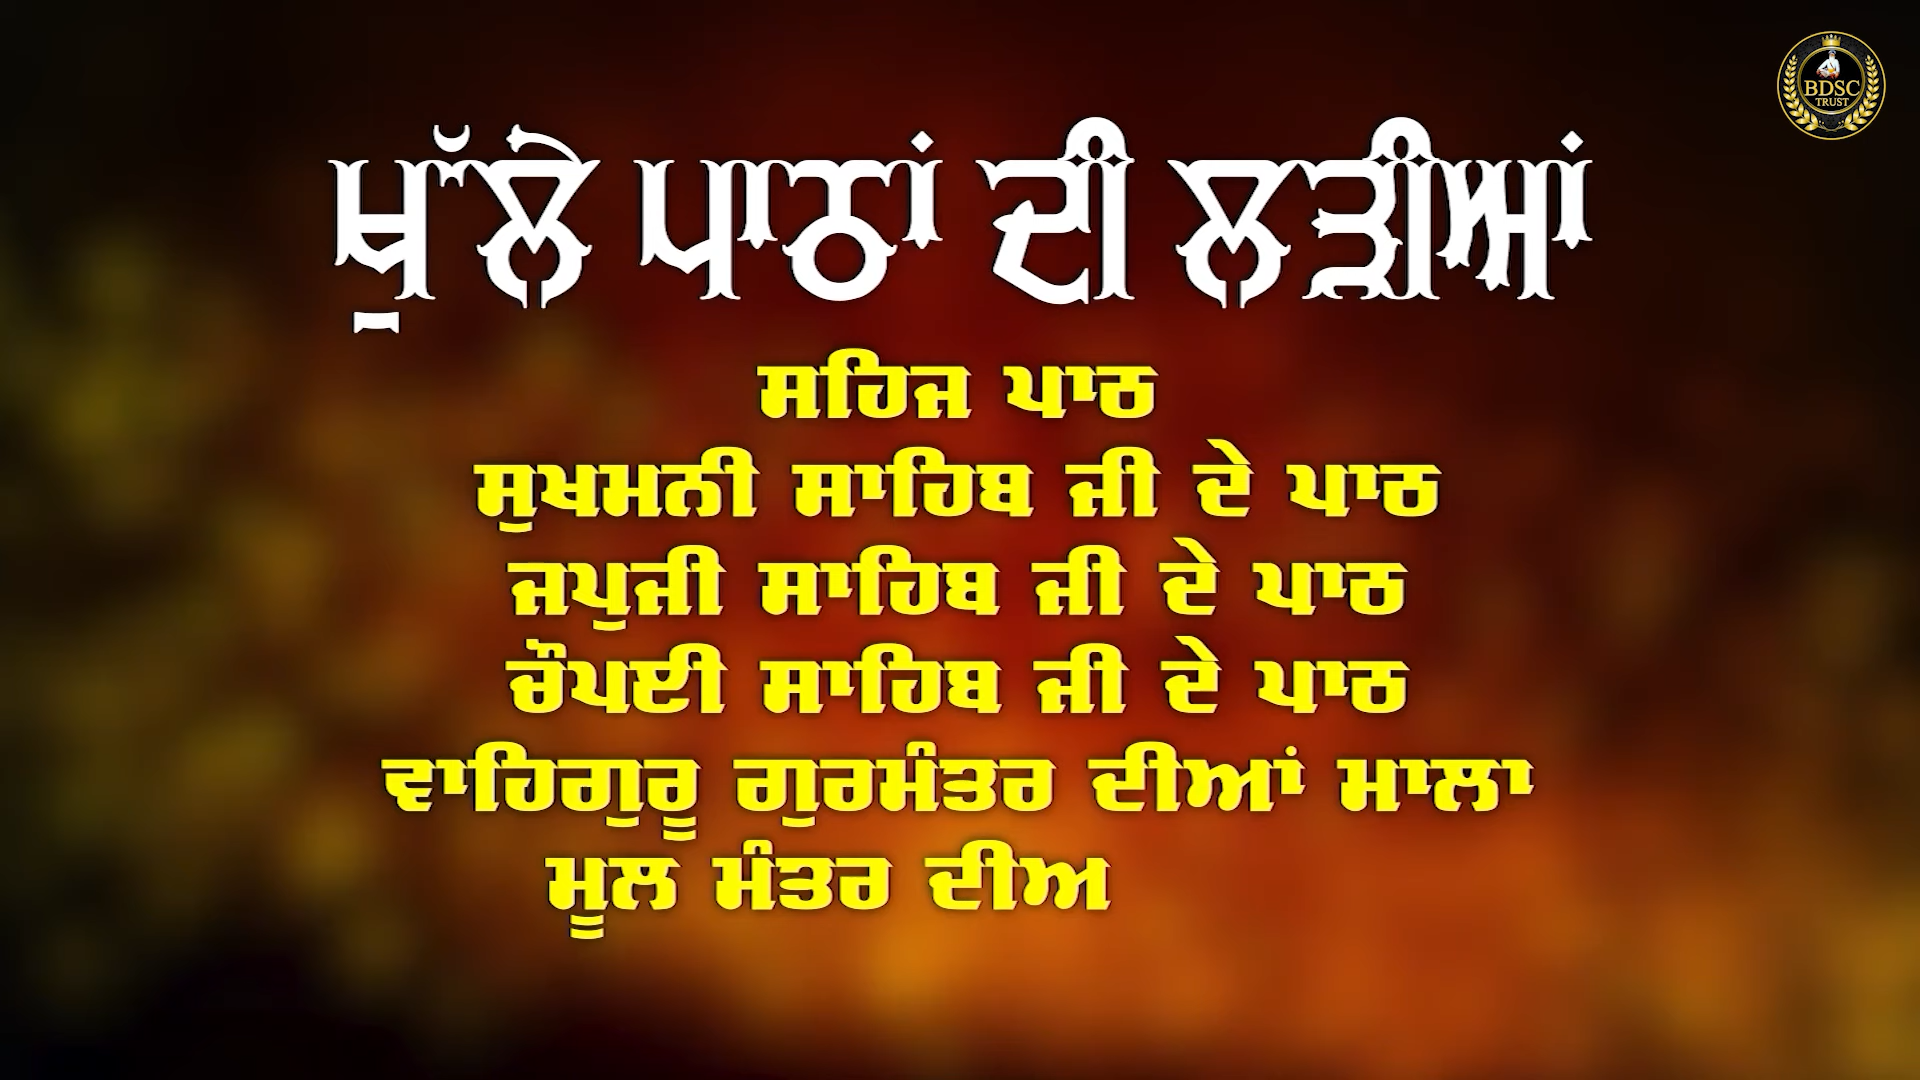 BDSC
TRUST
ਖੁੱਲੇ ਪਾਠਾਂ ਦੀ ਲੜੀਆਂ
ਸਹਿਜ ਪਾਠ
ਸੁਖਮਨੀ ਸਾਹਿਬ ਜੀ ਦੇ ਪਾਠ
ਜਪੁਜੀ ਸਾਹਿਬ ਜੀ ਦੇ ਪਾਠ
ਚੌਪਈ ਸਾਹਿਬ ਜੀ ਦੇ ਪਾਠ
ਵਾਹਿਗੁਰੂ ਗੁਰਮੰਤਰ ਦੀਆਂ ਮਾਲਾ
ਮੂਲ ਮੰਤਰ ਦੀਅ